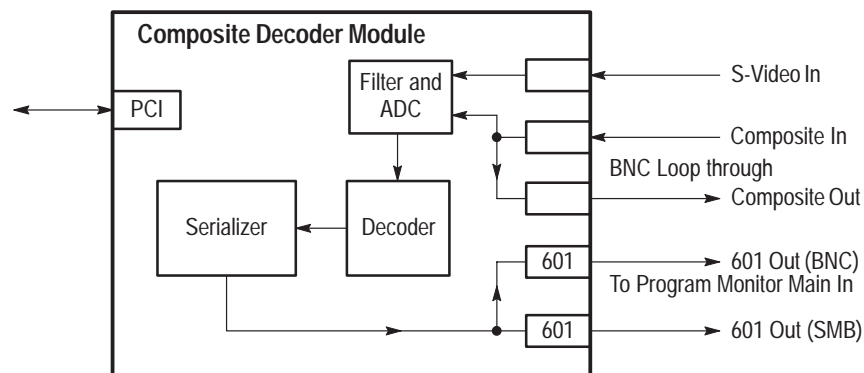 Composite Decoder Module
PCI
Filter and
ADC
S-Video In
Composite In
BNC Loop through
Composite Out
Serializer
Decoder
601
601 Out (BNC)
To Program Monitor Main In
601
601 Out (SMB)